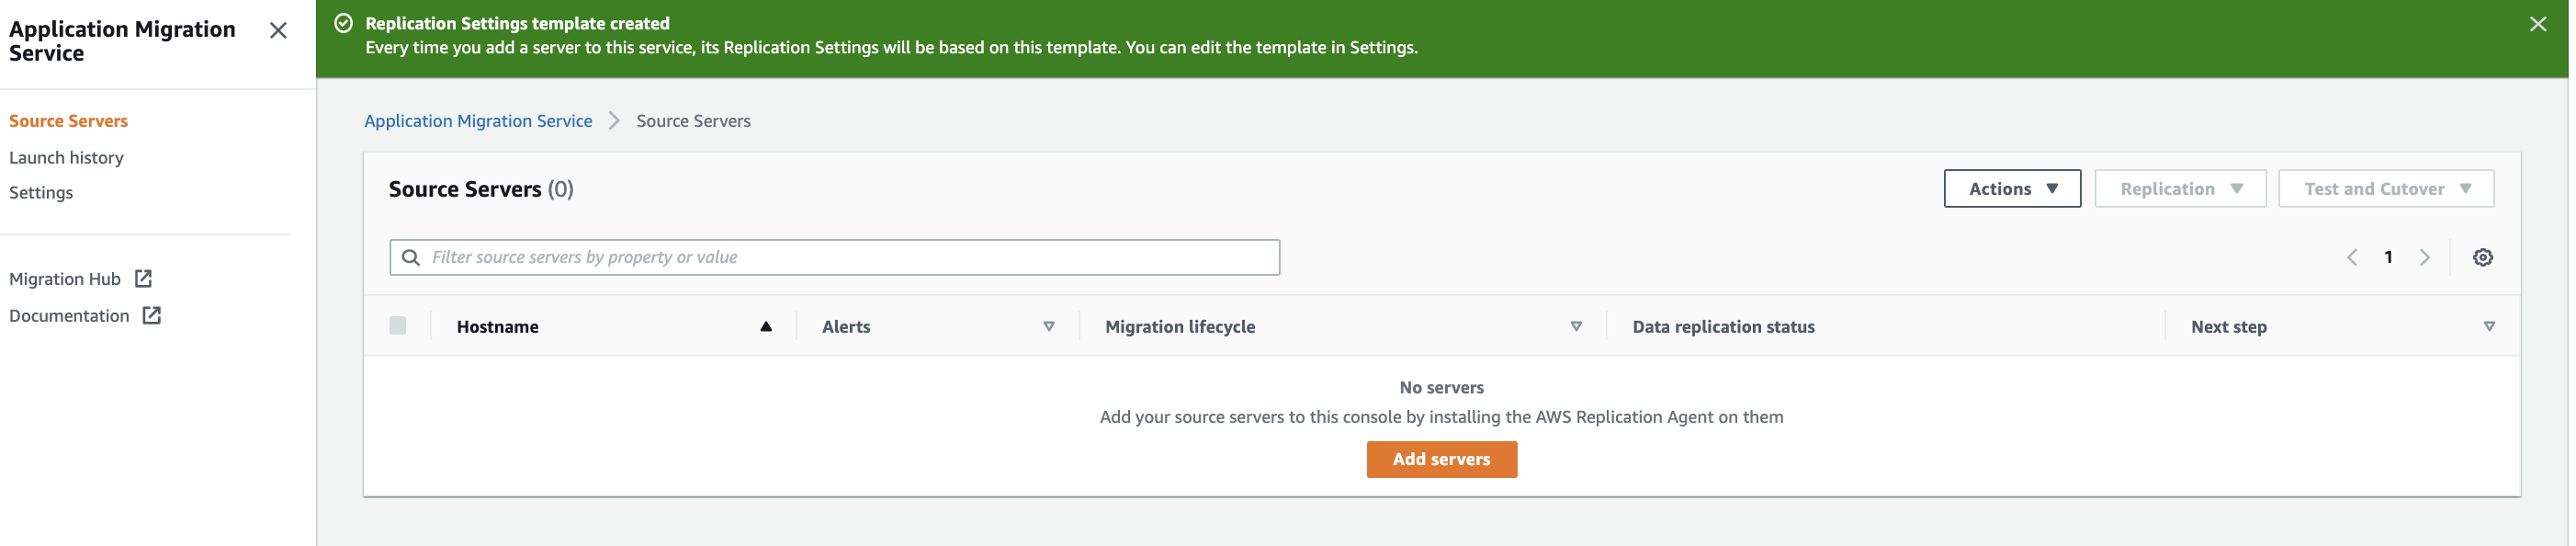 Application Migration
Service
Replication Settings template created
Every time you add a server to this service, its Replication Settings will be based on this template. You can edit the template in Settings.
Source Servers
Launch history
Settings
Migration Hub
Documentation
Application Migration Service > Source Servers
Source Servers (0)
Actions
Replication
Test and Cutover
Filter source servers by property or value
1
Hostname
Alerts
Migration lifecycle
Data replication status
Next step
No servers
Add your source servers to this console by installing the AWS Replication Agent on them
Add servers